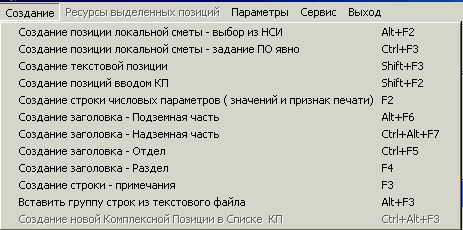 Создание Ресурсы выделенных позиций Параметры Сервис Выход
Создание позиции локальной сметы - выбор из НСИ Alt+F2
Создание позиции локальной сметы - задание ПО явно Ctrl+F3
Создание текстовой позиции Shift+F3
Создание позиций вводом КП Shift+F2
Создание строки числовых параметров ( значений и признак печати) F2
Создание заголовка - Подземная часть Alt+F6
Создание заголовка - Надземная часть Ctrl+Alt+F7
Создание заголовка - Отдел Ctrl+F5
Создание заголовка - Раздел F4
Создание строки - примечания F3
Вставить группу строк из текстового файла Alt+F3
Создание новой Комплексной Позиции в Списке КП Ctrl+Alt+F3